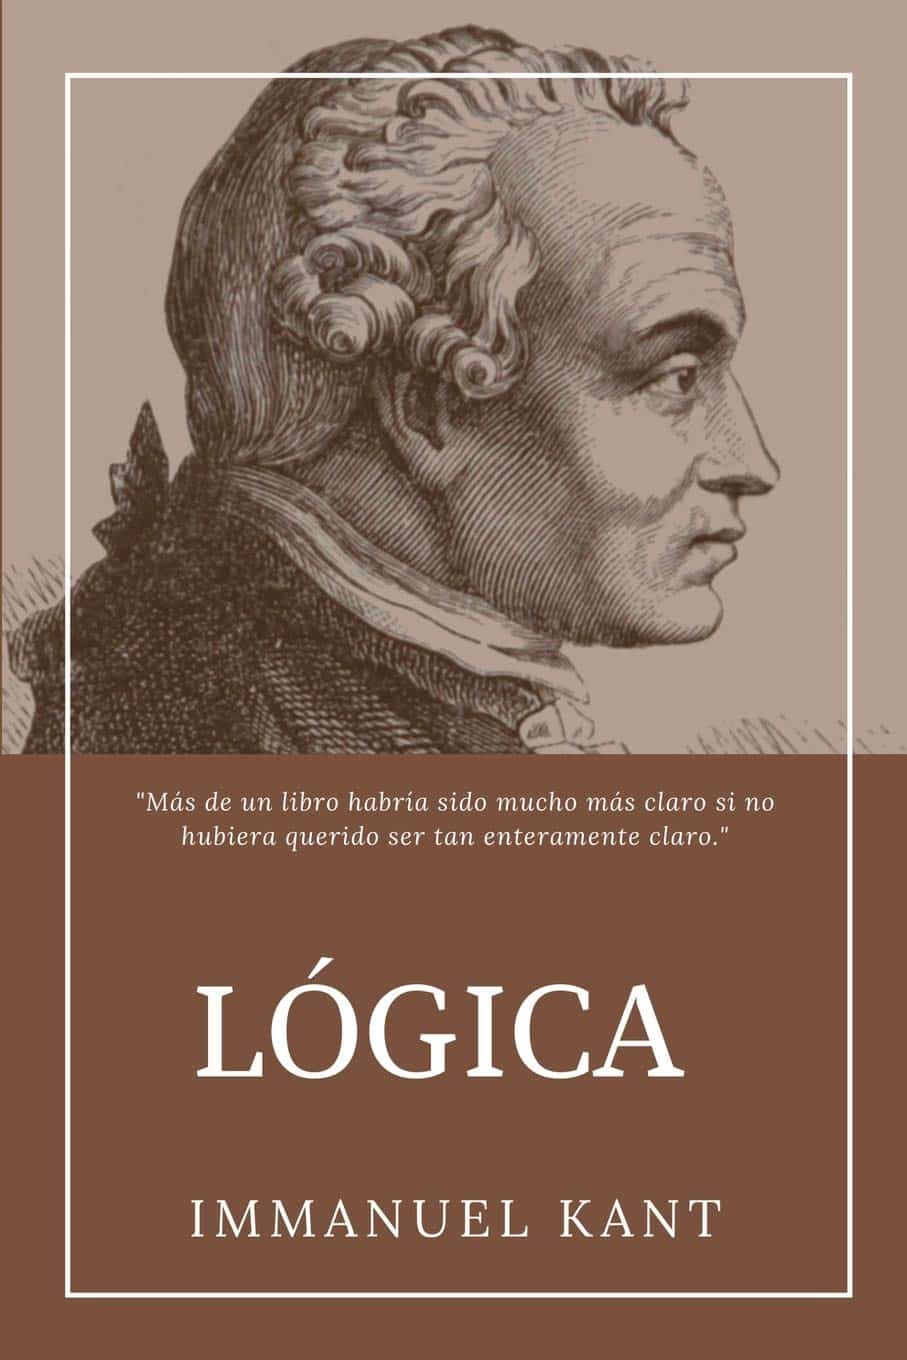 "Más de un libro habría sido mucho más claro si no
hubiera querido ser tan enteramente claro."
LÓGICA
IMMANUEL KANT